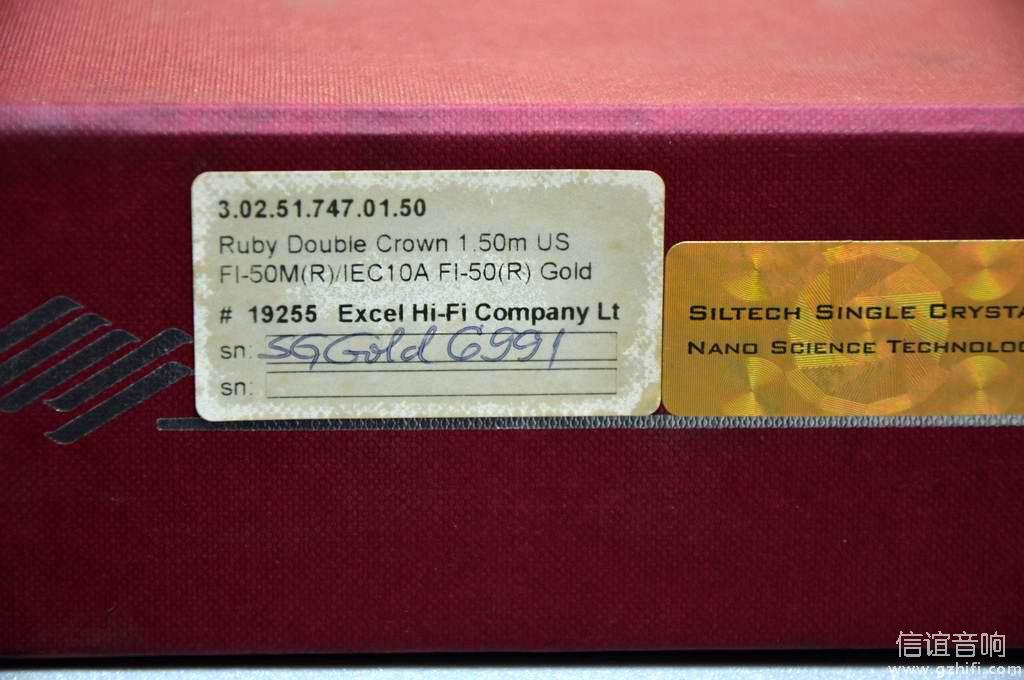 3.02.51.747.01.50
Ruby Double Crown 1.50m US
FI-50M(R)/IEC10A FI-50(R) Gold
# 19255 Excel Hi-Fi Company Lt
sn: SG Gold 6991
sn:
SILTECH SINGLE CRYSTA
NANO SCIENCE TECHNOLOG
信谊音响
www.gzhifi.com